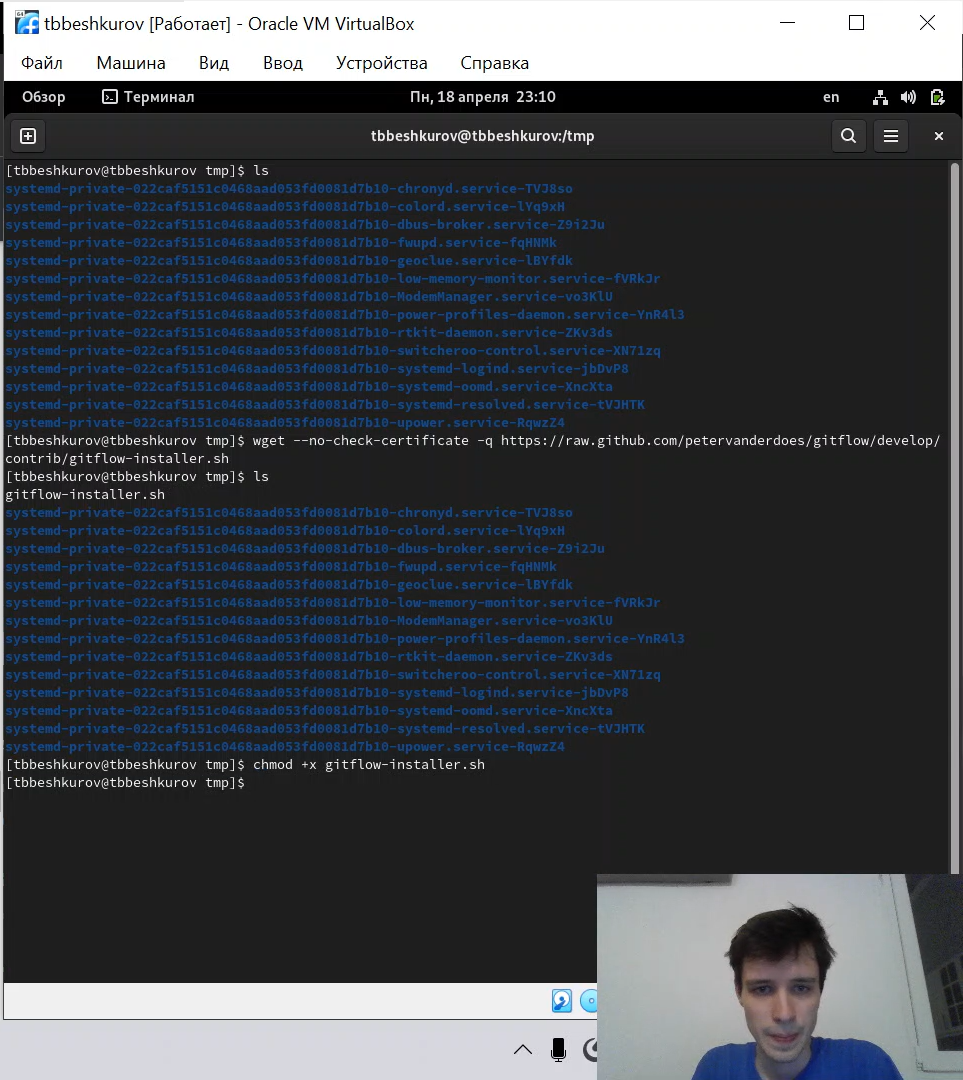 tbbeshkurov [Работает] - Oracle VM VirtualBox
Файл Машина Вид Ввод Устройства Справка
Обзор Терминал Пн, 18 апреля 23:10 en
tbbeshkurov@tbbeshkurov:/tmp
[tbbeshkurov@tbbeshkurov tmp]$ ls
systemd-private-022caf5151c0468aad053fd0081d7b10-chronyd.service-TVJ8so
systemd-private-022caf5151c0468aad053fd0081d7b10-colord.service-lYq9xH
systemd-private-022caf5151c0468aad053fd0081d7b10-dbus-broker.service-Z9i2Ju
systemd-private-022caf5151c0468aad053fd0081d7b10-fwupd.service-fqHNMk
systemd-private-022caf5151c0468aad053fd0081d7b10-geoclue.service-lBYfdk
systemd-private-022caf5151c0468aad053fd0081d7b10-low-memory-monitor.service-fVRkJr
systemd-private-022caf5151c0468aad053fd0081d7b10-ModemManager.service-vo3KlU
systemd-private-022caf5151c0468aad053fd0081d7b10-power-profiles-daemon.service-YnR4l3
systemd-private-022caf5151c0468aad053fd0081d7b10-rtkit-daemon.service-ZKv3ds
systemd-private-022caf5151c0468aad053fd0081d7b10-switcheroo-control.service-XN71zq
systemd-private-022caf5151c0468aad053fd0081d7b10-systemd-logind.service-jbDvP8
systemd-private-022caf5151c0468aad053fd0081d7b10-systemd-oomd.service-XncXta
systemd-private-022caf5151c0468aad053fd0081d7b10-systemd-resolved.service-tVJHTK
systemd-private-022caf5151c0468aad053fd0081d7b10-upower.service-RqwzZ4
[tbbeshkurov@tbbeshkurov tmp]$ wget --no-check-certificate -q https://raw.github.com/petervanderdoes/gitflow/develop/
contrib/gitflow-installer.sh
[tbbeshkurov@tbbeshkurov tmp]$ ls
gitflow-installer.sh
systemd-private-022caf5151c0468aad053fd0081d7b10-chronyd.service-TVJ8so
systemd-private-022caf5151c0468aad053fd0081d7b10-colord.service-lYq9xH
systemd-private-022caf5151c0468aad053fd0081d7b10-dbus-broker.service-Z9i2Ju
systemd-private-022caf5151c0468aad053fd0081d7b10-fwupd.service-fqHNMk
systemd-private-022caf5151c0468aad053fd0081d7b10-geoclue.service-lBYfdk
systemd-private-022caf5151c0468aad053fd0081d7b10-low-memory-monitor.service-fVRkJr
systemd-private-022caf5151c0468aad053fd0081d7b10-ModemManager.service-vo3KlU
systemd-private-022caf5151c0468aad053fd0081d7b10-power-profiles-daemon.service-YnR4l3
systemd-private-022caf5151c0468aad053fd0081d7b10-rtkit-daemon.service-ZKv3ds
systemd-private-022caf5151c0468aad053fd0081d7b10-switcheroo-control.service-XN71zq
systemd-private-022caf5151c0468aad053fd0081d7b10-systemd-logind.service-jbDvP8
systemd-private-022caf5151c0468aad053fd0081d7b10-systemd-oomd.service-XncXta
systemd-private-022caf5151c0468aad053fd0081d7b10-systemd-resolved.service-tVJHTK
systemd-private-022caf5151c0468aad053fd0081d7b10-upower.service-RqwzZ4
[tbbeshkurov@tbbeshkurov tmp]$ chmod +x gitflow-installer.sh
[tbbeshkurov@tbbeshkurov tmp]$